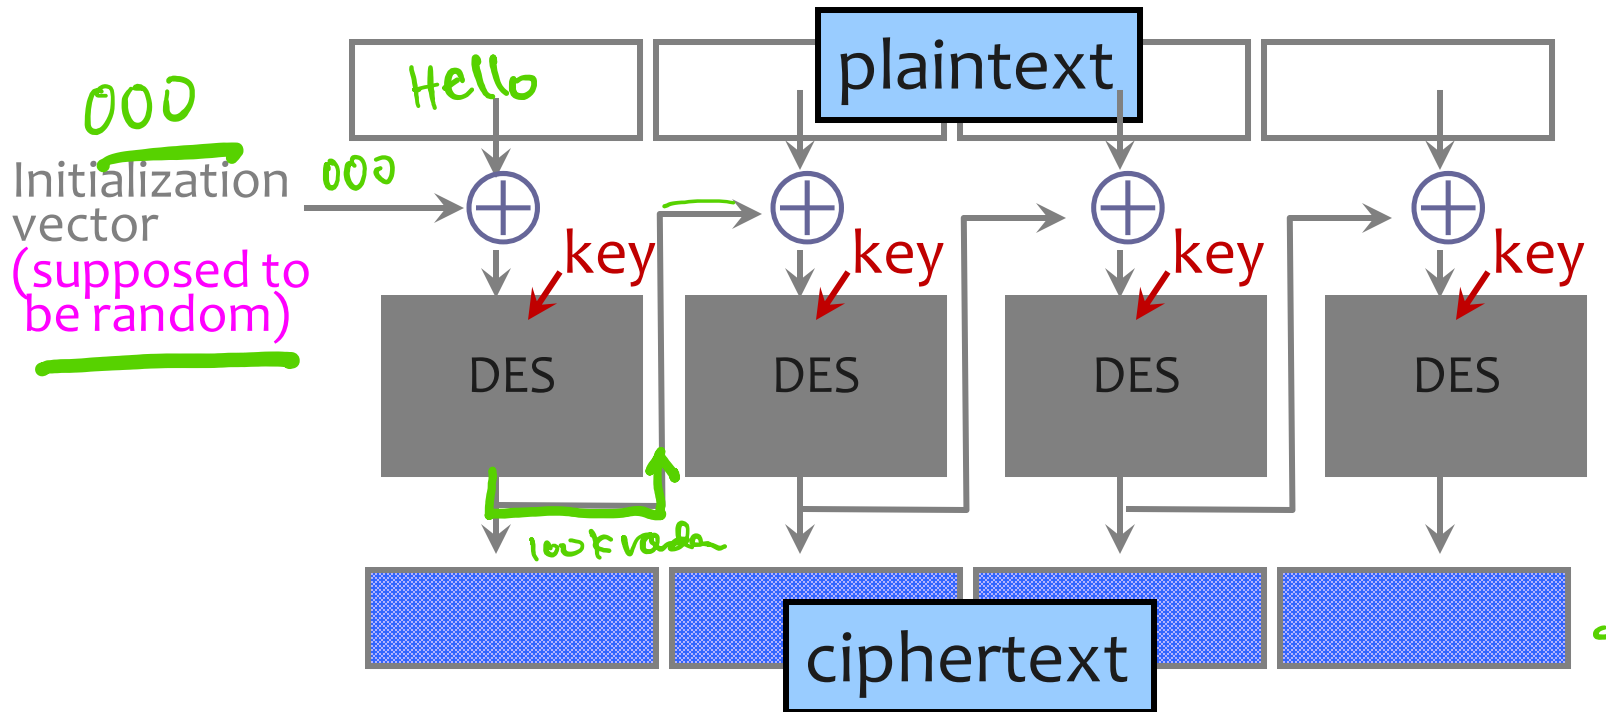 plaintext
Hello
000
Initialization
vector
(supposed to
be random)
000
key
key
key
key
DES
DES
DES
DES
look
ciphertext